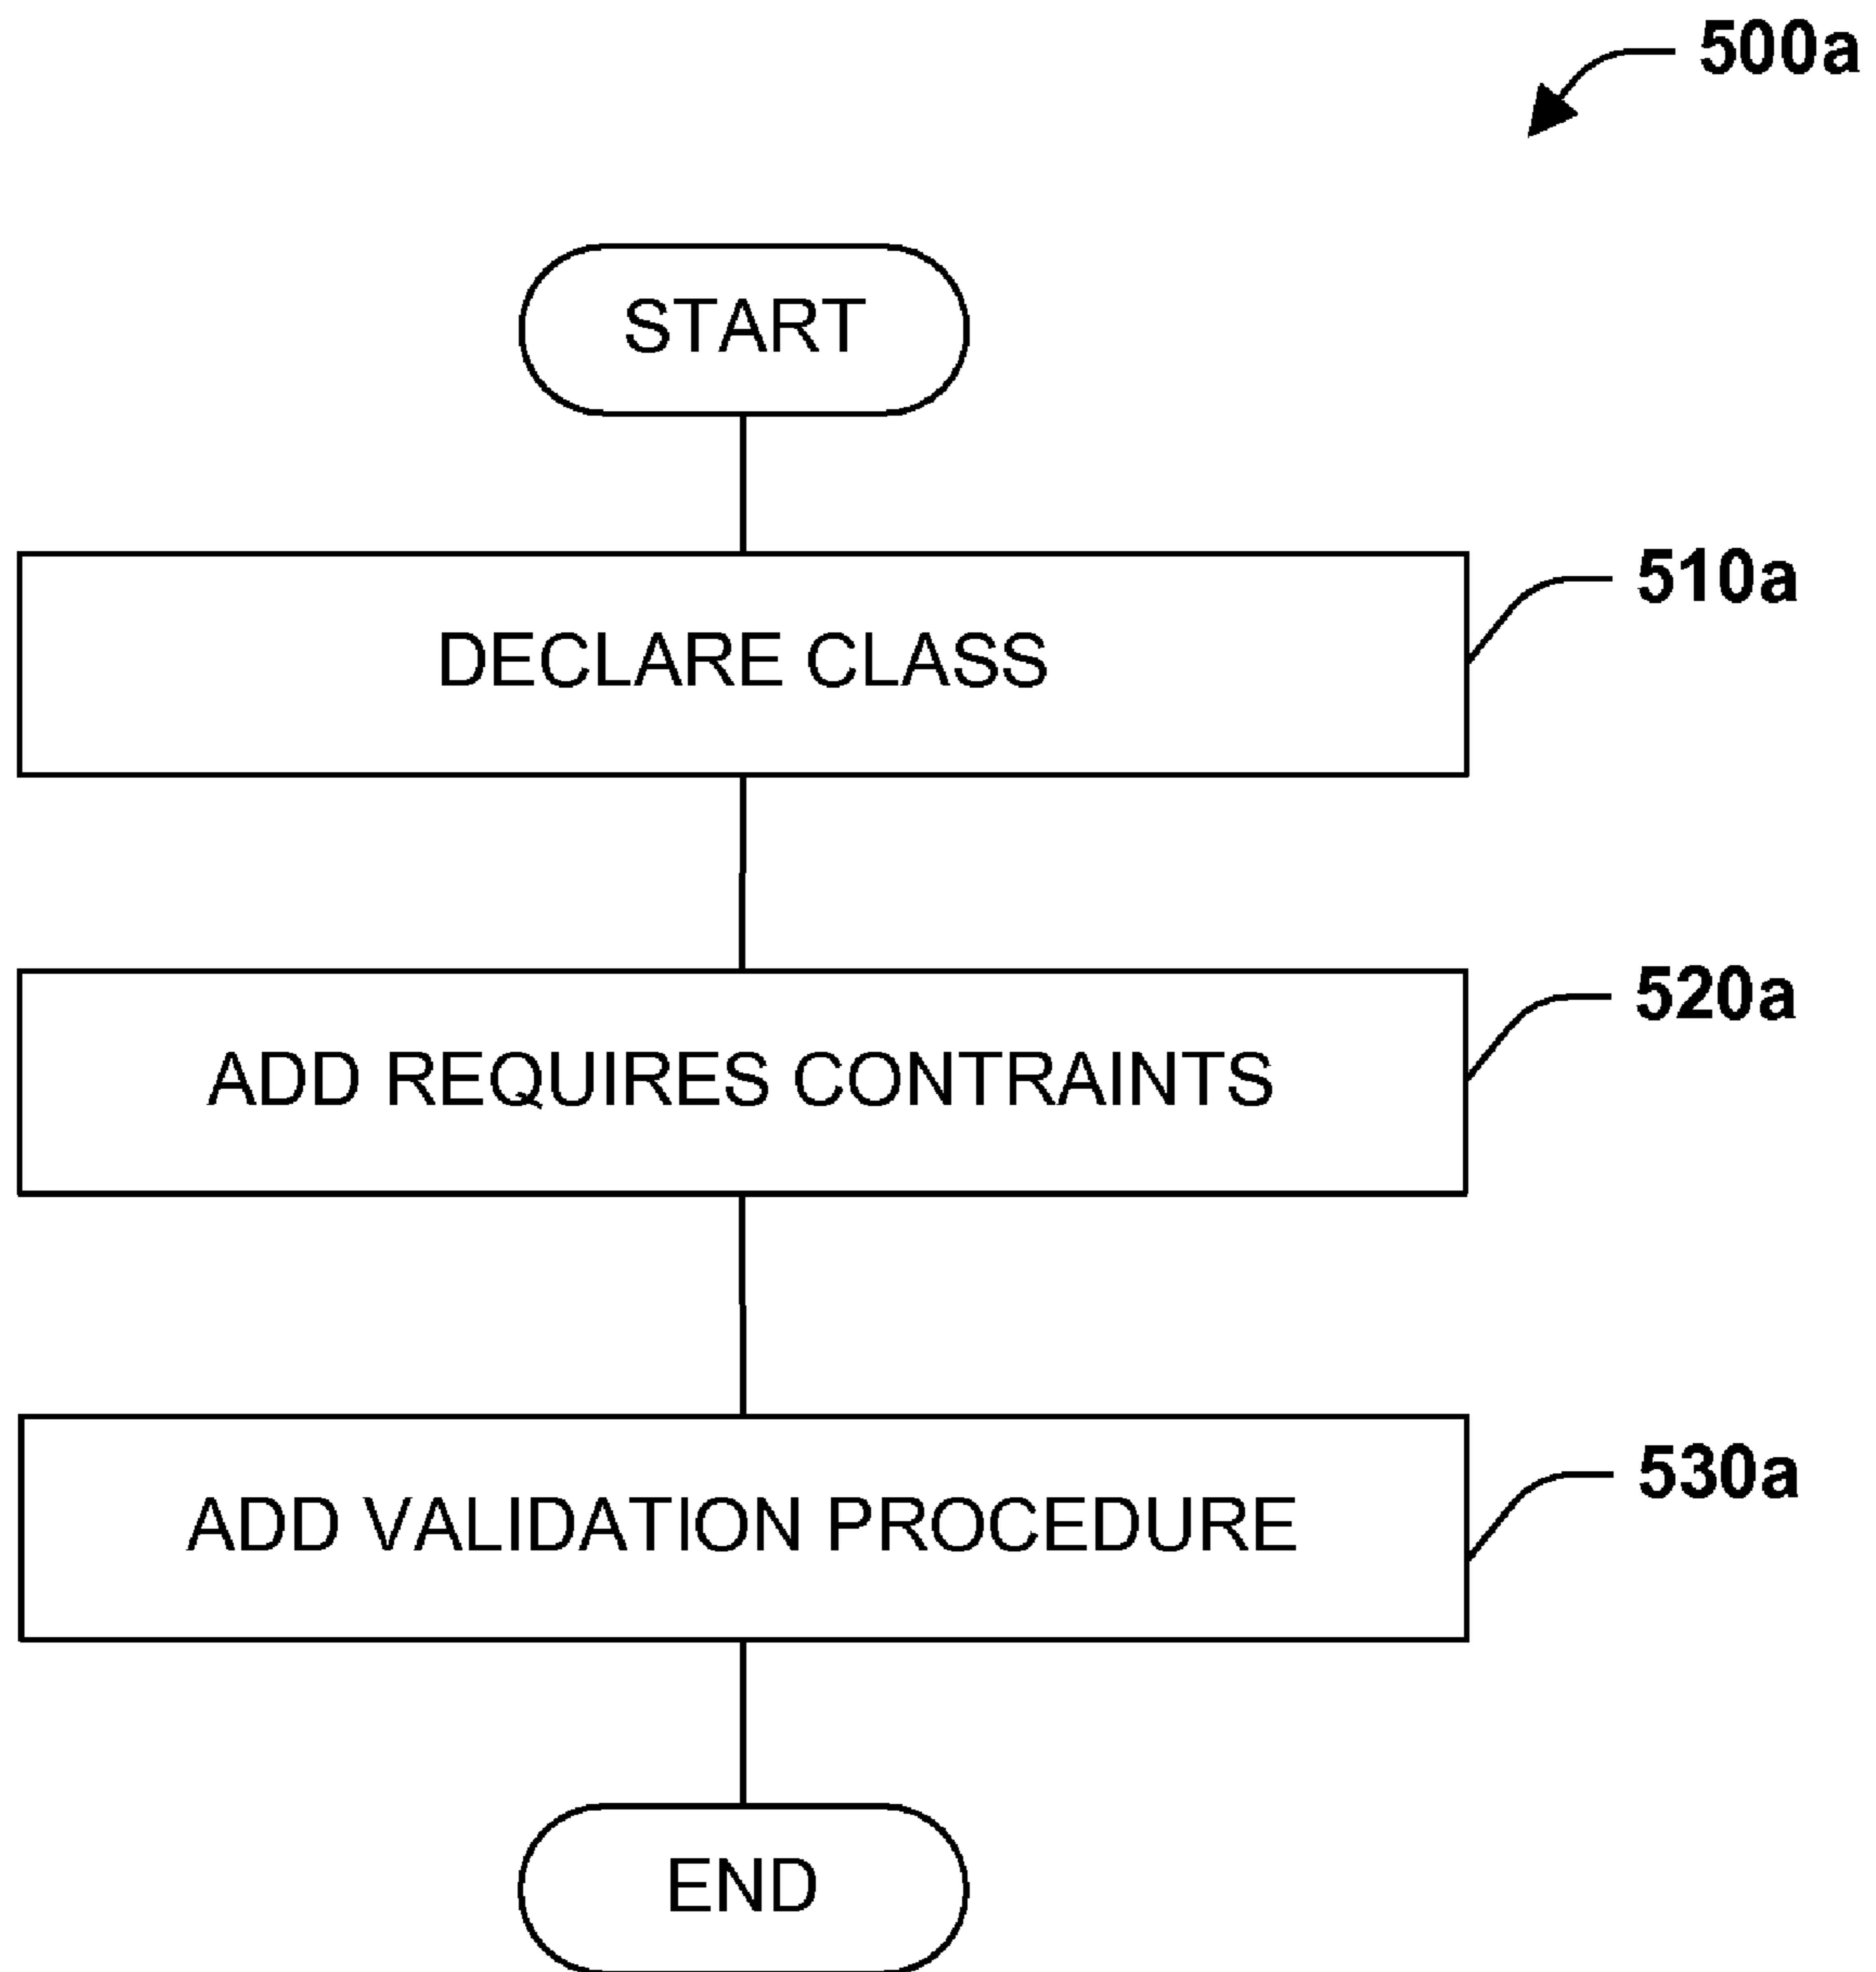 500a
START
510a
DECLARE CLASS
520a
ADD REQUIRES CONTRAINTS
530a
ADD VALIDATION PROCEDURE
END